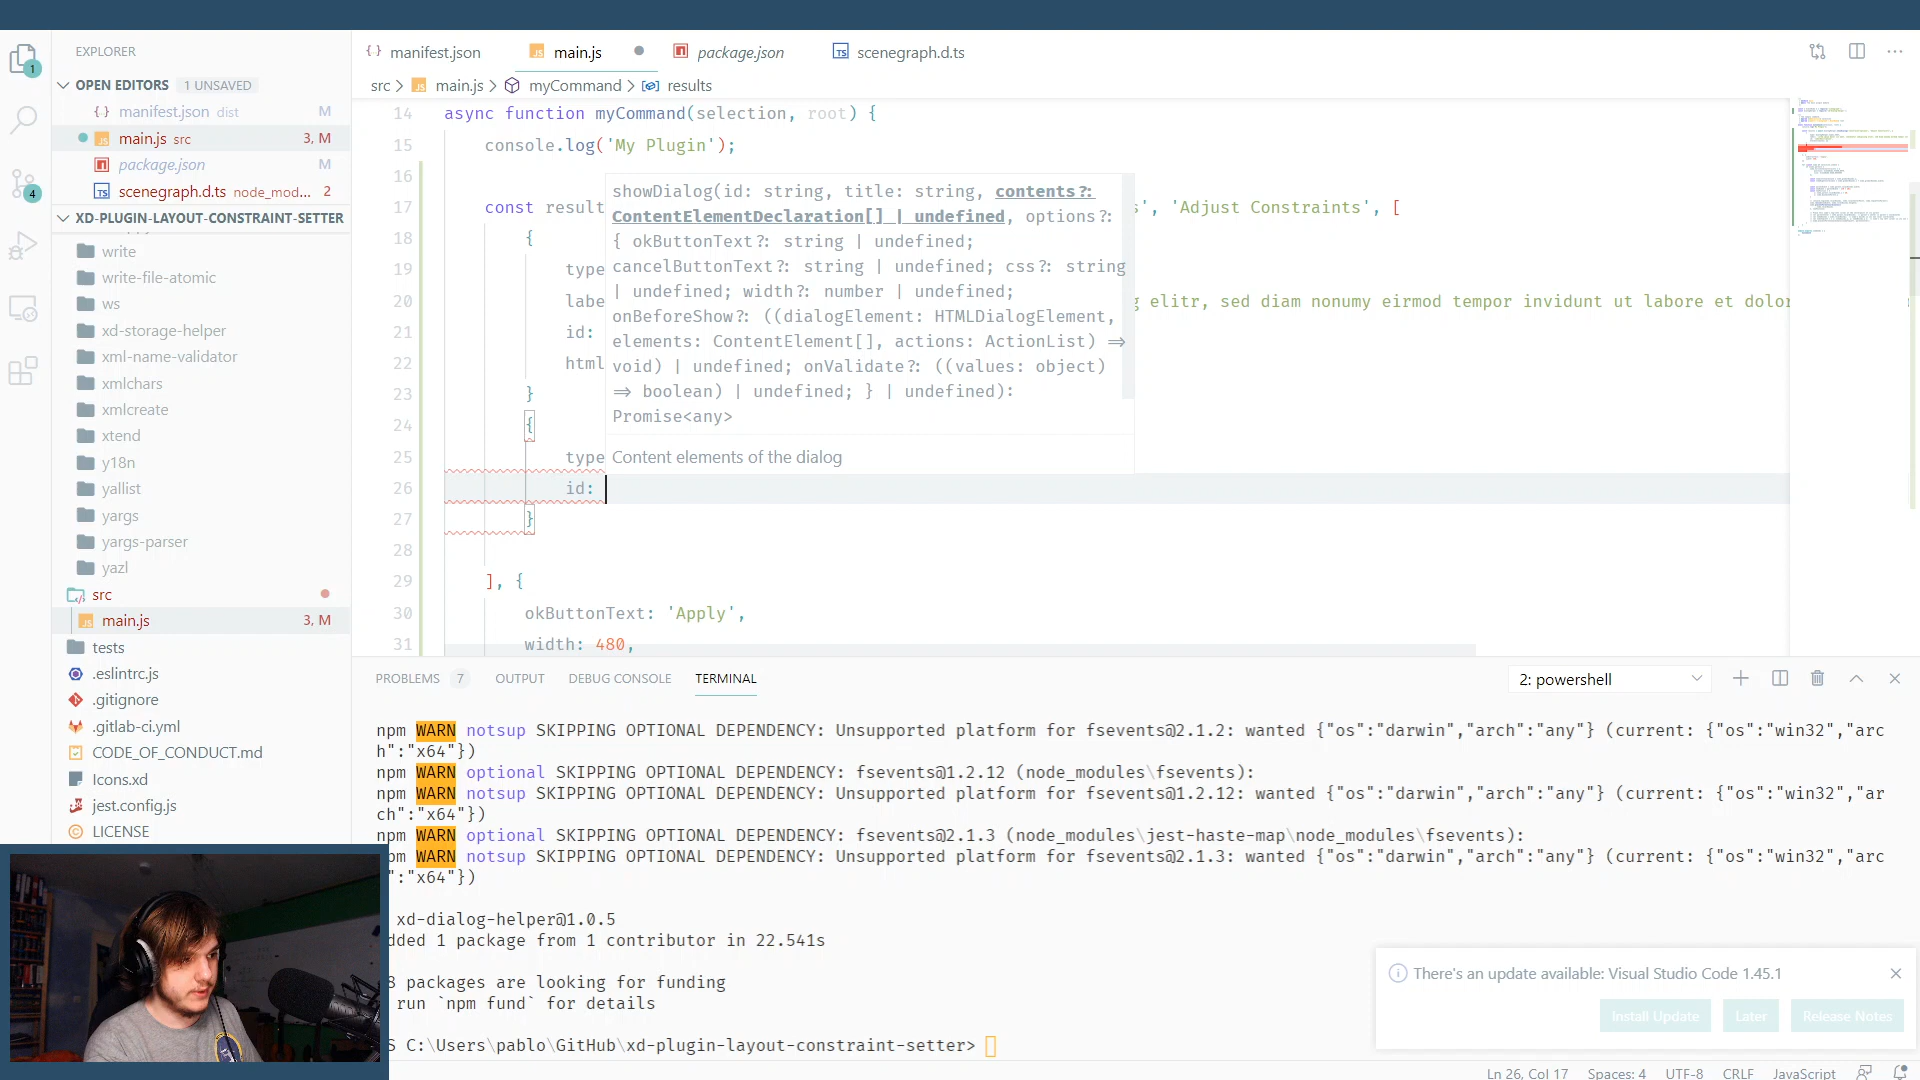 EXPLORER
OPEN EDITORS 1 UNSAVED
manifest.json dist M
main.js src 3, M
package.json M
scenegraph.d.ts node_mod... 2
XD-PLUGIN-LAYOUT-CONSTRAINT-SETTER
write
write-file-atomic
ws
xd-storage-helper
xml-name-validator
xmlchars
xmlcreate
xtend
y18n
yallist
yargs
yargs-parser
yazl
src
main.js 3, M
tests
.eslintrc.js
.gitignore
.gitlab-ci.yml
CODE_OF_CONDUCT.md
Icons.xd
jest.config.js
LICENSE
1
4
manifest.json
main.js
package.json
scenegraph.d.ts
src > main.js > myCommand > results
14 async function myCommand(selection, root) {
15 console.log('My Plugin');
16
17 const result s', 'Adjust Constraints', [
18 {
19 type
20 labe g elitr, sed diam nonumy eirmod tempor invidunt ut labore et dolor
21 id:
22 html
23 }
24 {
25 type
26 id:
27 }
28
29 ], {
30 okButtonText: 'Apply',
31 width: 480,
showDialog(id: string, title: string, contents?:
ContentElementDeclaration[] | undefined, options?:
{ okButtonText?: string | undefined;
cancelButtonText?: string | undefined; css?: string
| undefined; width?: number | undefined;
onBeforeShow?: ((dialogElement: HTMLDialogElement,
elements: ContentElement[], actions: ActionList) ⇒
void) | undefined; onValidate?: ((values: object)
⇒ boolean) | undefined; } | undefined):
Promise<any>
Content elements of the dialog
PROBLEMS 7 OUTPUT DEBUG CONSOLE TERMINAL 2: powershell
npm WARN notsup SKIPPING OPTIONAL DEPENDENCY: Unsupported platform for fsevents@2.1.2: wanted {"os":"darwin","arch":"any"} (current: {"os":"win32","arc
h":"x64"})
npm WARN optional SKIPPING OPTIONAL DEPENDENCY: fsevents@1.2.12 (node_modules\fsevents):
npm WARN notsup SKIPPING OPTIONAL DEPENDENCY: Unsupported platform for fsevents@1.2.12: wanted {"os":"darwin","arch":"any"} (current: {"os":"win32","ar
ch":"x64"})
npm WARN optional SKIPPING OPTIONAL DEPENDENCY: fsevents@2.1.3 (node_modules\jest-haste-map\node_modules\fsevents):
pm WARN notsup SKIPPING OPTIONAL DEPENDENCY: Unsupported platform for fsevents@2.1.3: wanted {"os":"darwin","arch":"any"} (current: {"os":"win32","arc
":"x64"})
xd-dialog-helper@1.0.5
dded 1 package from 1 contributor in 22.541s
8 packages are looking for funding
run `npm fund` for details
S C:\Users\pablo\GitHub\xd-plugin-layout-constraint-setter>
There's an update available: Visual Studio Code 1.45.1
Install Update Later Release Notes
Ln 26, Col 17 Spaces: 4 UTF-8 CRLF JavaScript